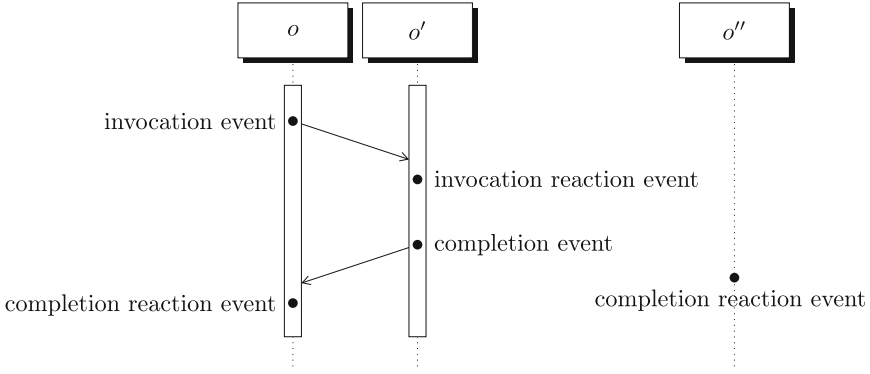 o
o′
o″
invocation event
invocation reaction event
completion event
completion reaction event
completion reaction event